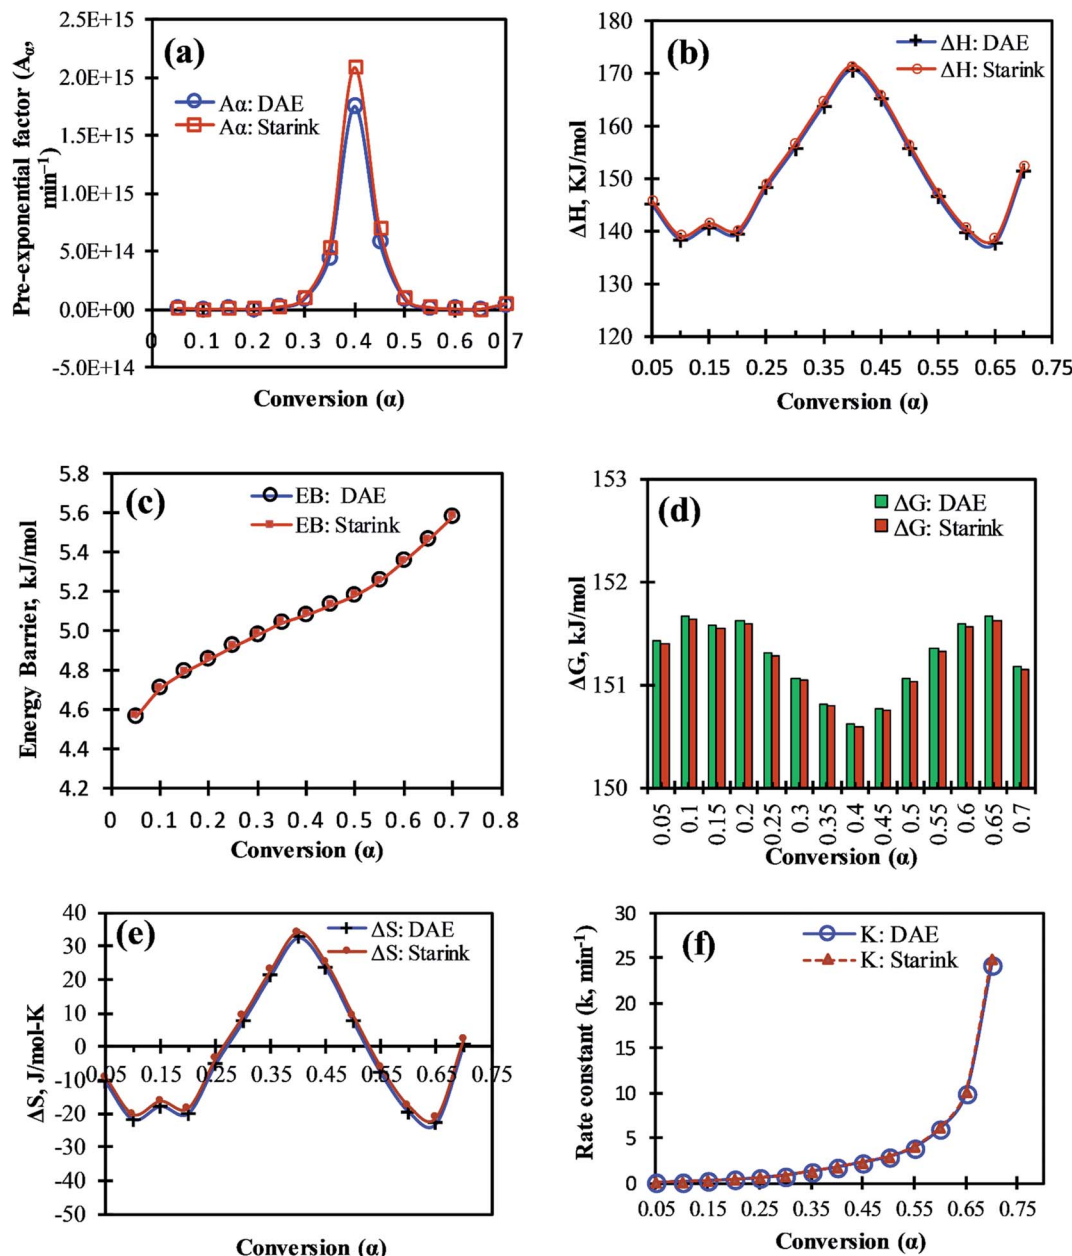 (a)
Pre-exponential factor (Aα,
min⁻¹)
2.5E+15
2.0E+15
1.5E+15
1.0E+15
5.0E+14
0.0E+00
-5.0E+14
Aα: DAE
Aα: Starink
0 0.1 0.2 0.3 0.4 0.5 0.6 0.7
Conversion (α)
(b)
ΔH, KJ/mol
180
170
160
150
140
130
120
ΔH: DAE
ΔH: Starink
0.05 0.15 0.25 0.35 0.45 0.55 0.65 0.75
Conversion (α)
(c)
Energy Barrier, kJ/mol
5.8
5.6
5.4
5.2
5.0
4.8
4.6
4.4
4.2
EB: DAE
EB: Starink
0 0.1 0.2 0.3 0.4 0.5 0.6 0.7 0.8
Conversion (α)
(d)
ΔG, kJ/mol
153
152
151
150
ΔG: DAE
ΔG: Starink
0.05 0.1 0.15 0.2 0.25 0.3 0.35 0.4 0.45 0.5 0.55 0.6 0.65 0.7
Conversion (α)
(e)
ΔS, J/mol-K
40
30
20
10
0
-10
-20
-30
-40
-50
ΔS: DAE
ΔS: Starink
0.05 0.15 0.25 0.35 0.45 0.55 0.65 0.75
Conversion (α)
(f)
Rate constant (k, min⁻¹)
30
25
20
15
10
5
0
K: DAE
K: Starink
0.05 0.15 0.25 0.35 0.45 0.55 0.65 0.75
Conversion (α)